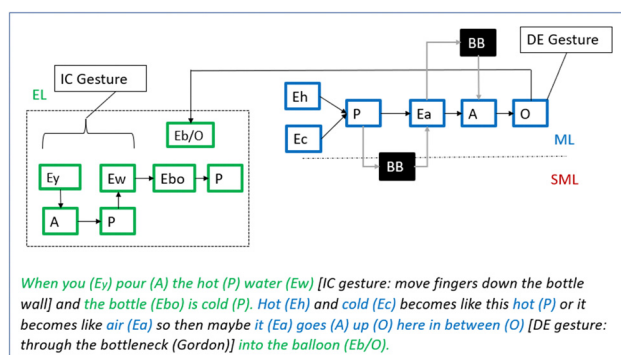 BB
DE Gesture
IC Gesture
EL
Eh
Eb/O
P
Ea
A
O
Ec
ML
BB
SML
Ey
Ew
Ebo
P
A
P
When you (Ey) pour (A) the hot (P) water (Ew) [IC gesture: move fingers down the bottle
wall] and the bottle (Ebo) is cold (P). Hot (Eh) and cold (Ec) becomes like this hot (P) or it
becomes like air (Ea) so then maybe it (Ea) goes (A) up (O) here in between (O) [DE gesture:
through the bottleneck (Gordon)] into the balloon (Eb/O).